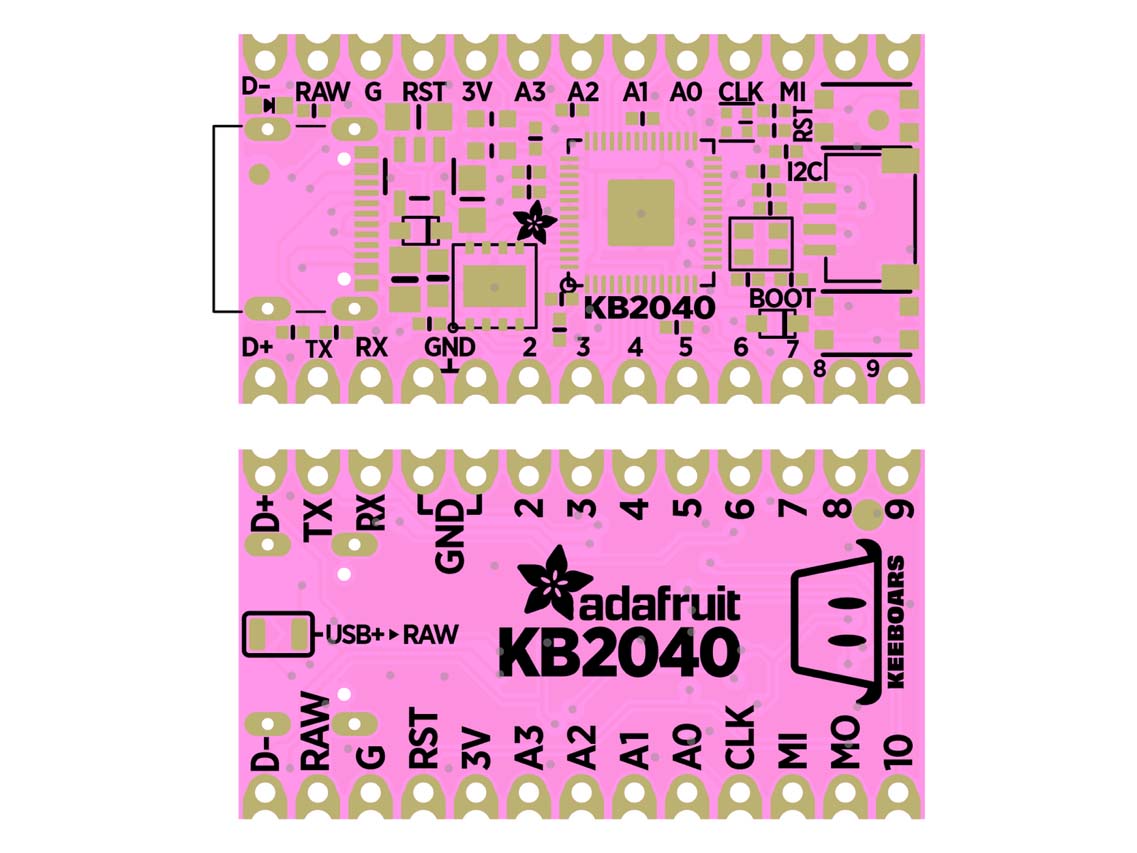 D-
RAW G RST 3V A3 A2 A1 A0 CLK MI
RST
I2C
KB2040
BOOT
D+ TX RX GND 2 3 4 5 6 7 8 9
D+ TX RX GND 2 3 4 5 6 7 8 9
adafruit
KB2040
USB+▸RAW
KEEBOARS
D- RAW G RST 3V A3 A2 A1 A0 CLK MI MO 10